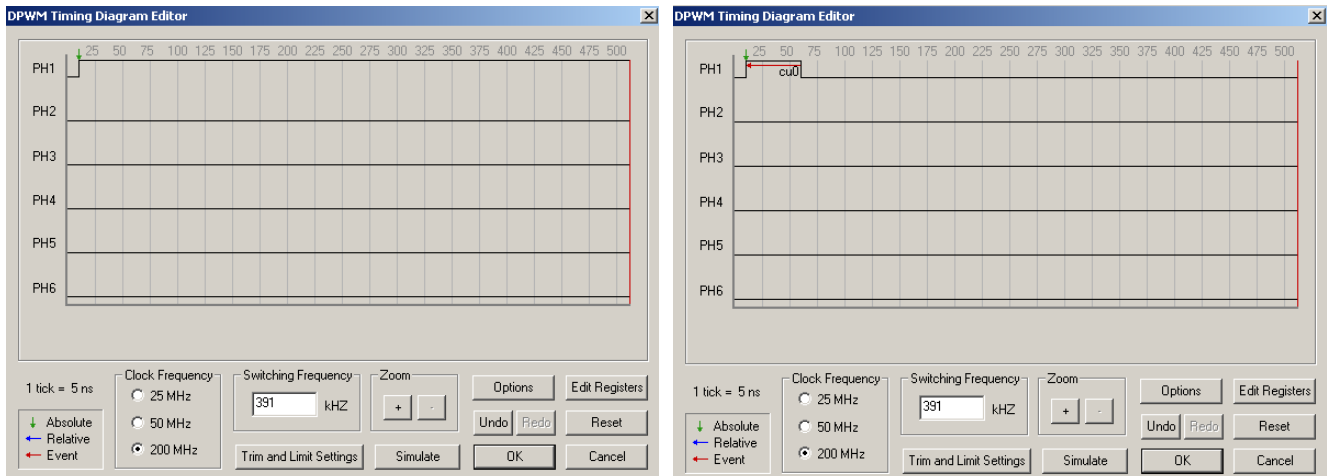 DPWM Timing Diagram Editor
25 50 75 100 125 150 175 200 225 250 275 300 325 350 375 400 425 450 475 500
PH1
PH2
PH3
PH4
PH5
PH6
1 tick = 5 ns
Absolute
Relative
Event
Clock Frequency
25 MHz
50 MHz
200 MHz
Switching Frequency
391 kHZ
Trim and Limit Settings
Zoom
+ -
Simulate
Options
Edit Registers
Undo Redo
Reset
OK
Cancel
DPWM Timing Diagram Editor
25 50 75 100 125 150 175 200 225 250 275 300 325 350 375 400 425 450 475 500
PH1
cu0
PH2
PH3
PH4
PH5
PH6
1 tick = 5 ns
Absolute
Relative
Event
Clock Frequency
25 MHz
50 MHz
200 MHz
Switching Frequency
391 kHZ
Trim and Limit Settings
Zoom
+ -
Simulate
Options
Edit Registers
Undo Redo
Reset
OK
Cancel